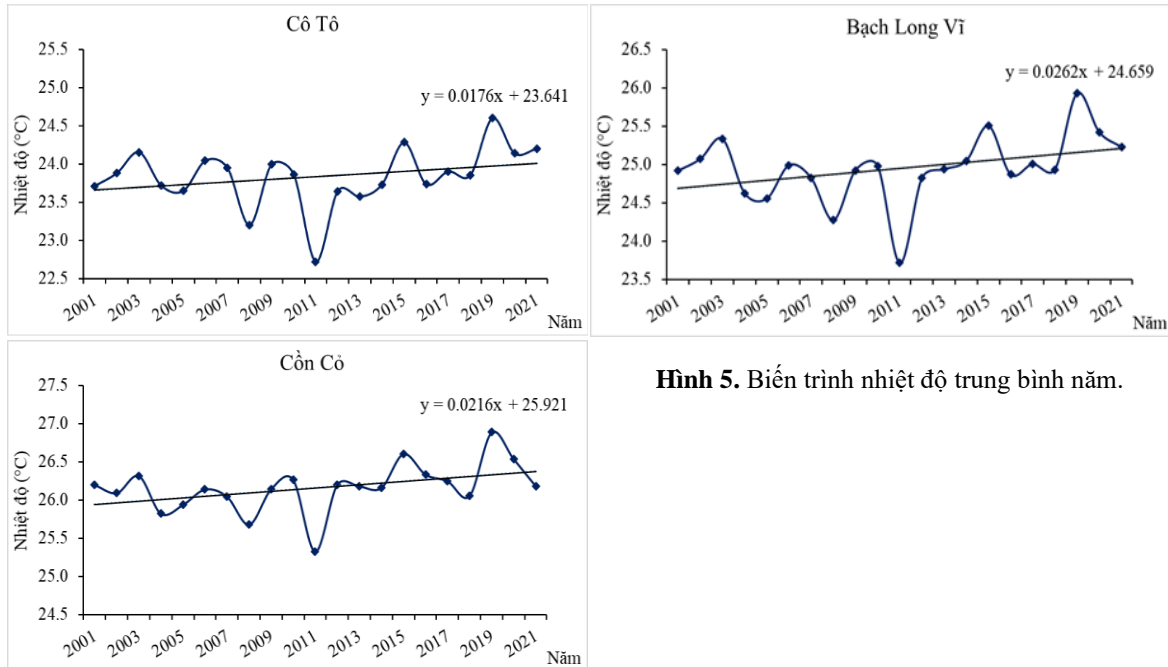 Cô Tô
25.5
25.0
24.5
24.0
23.5
23.0
22.5
Nhiệt độ (°C)
y = 0.0176x + 23.641
2001 2003 2005 2007 2009 2011 2013 2015 2017 2019 2021
Năm
Bạch Long Vĩ
26.5
26.0
25.5
25.0
24.5
24.0
23.5
Nhiệt độ (°C)
y = 0.0262x + 24.659
2001 2003 2005 2007 2009 2011 2013 2015 2017 2019 2021
Năm
Cồn Cỏ
27.5
27.0
26.5
26.0
25.5
25.0
24.5
Nhiệt độ (°C)
y = 0.0216x + 25.921
2001 2003 2005 2007 2009 2011 2013 2015 2017 2019 2021
Năm
Hình 5. Biến trình nhiệt độ trung bình năm.